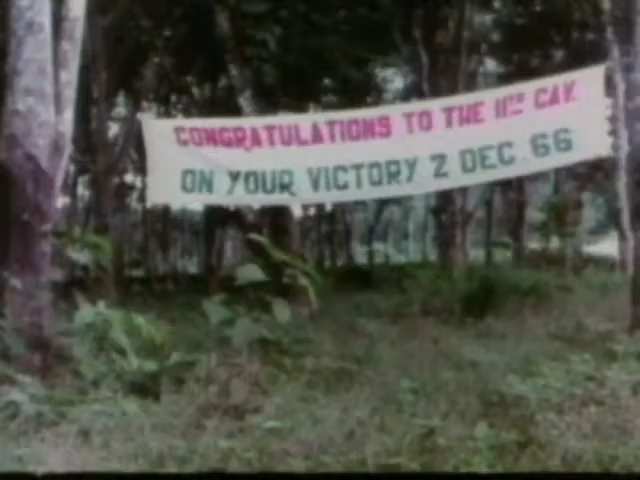 CONGRATULATIONS TO THE 11TH CAV.
ON YOUR VICTORY 2 DEC. 66